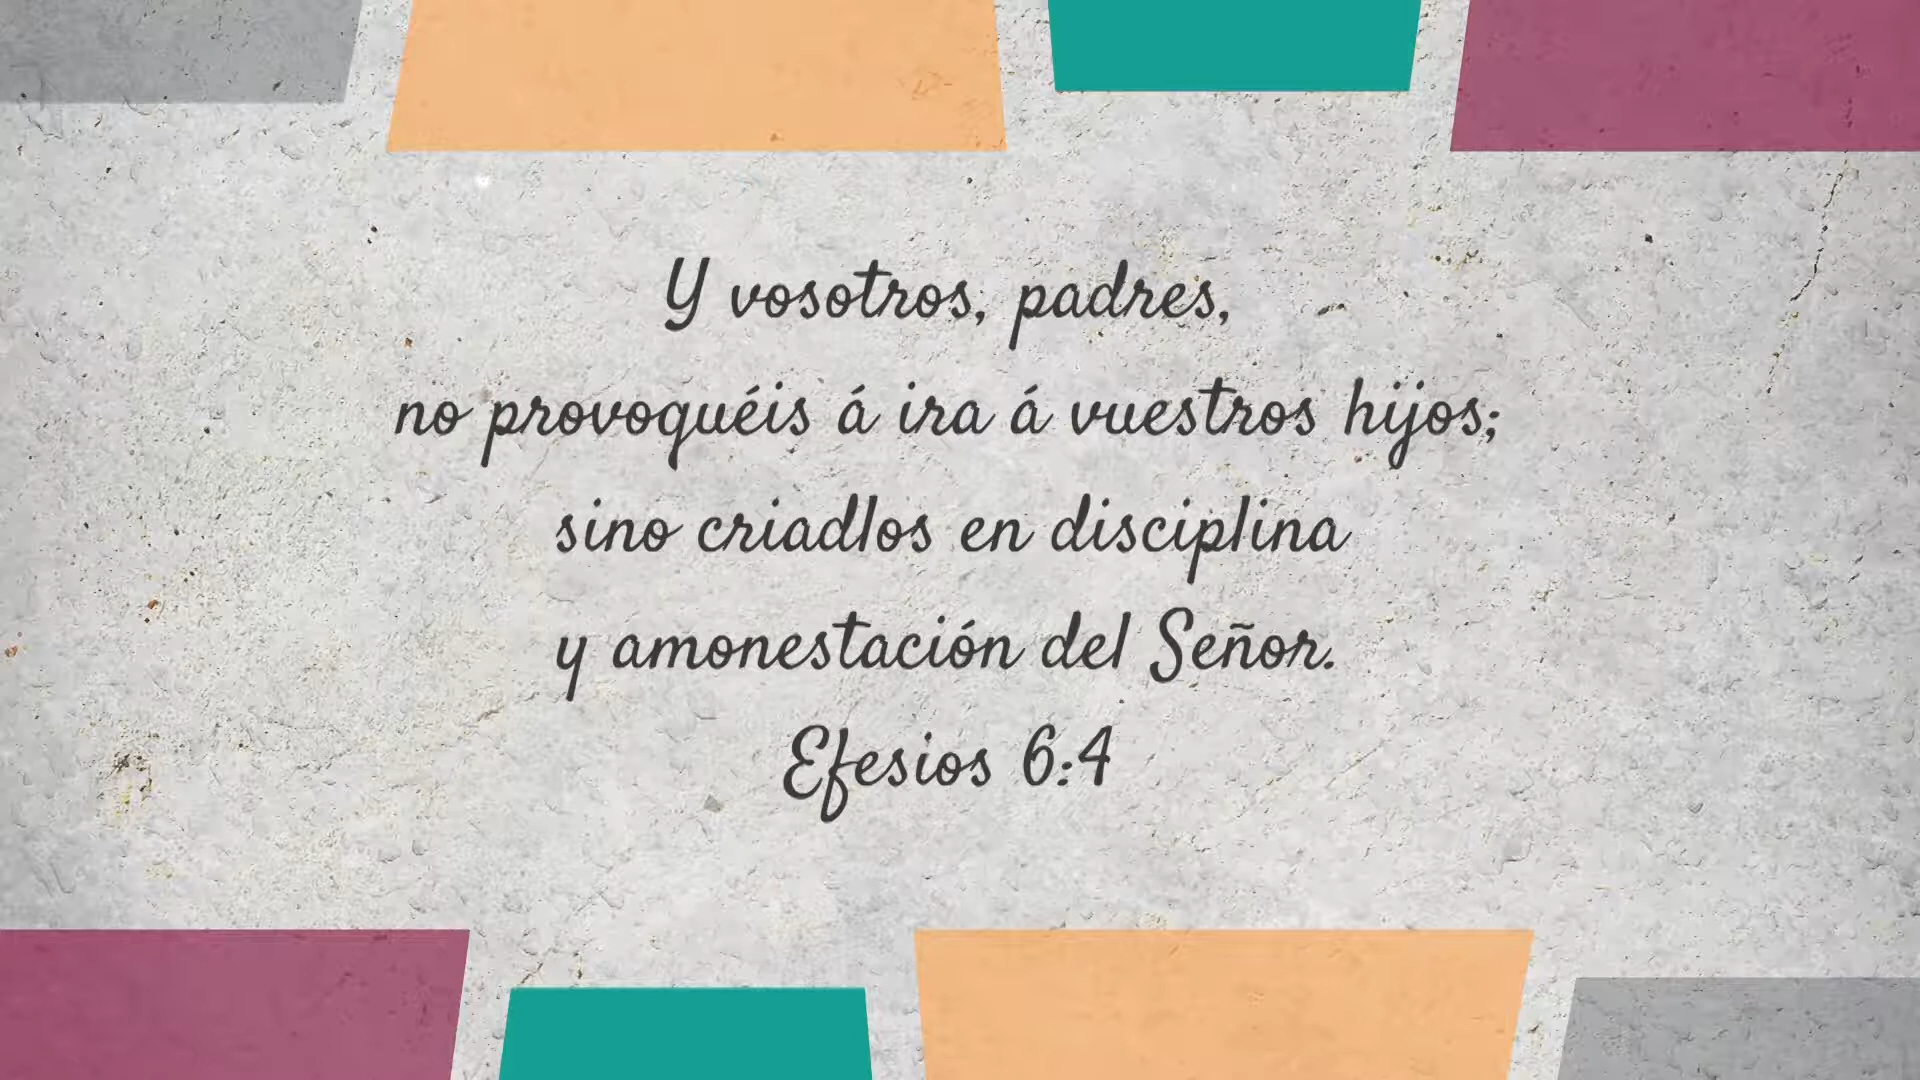 Y vosotros, padres,
no provoquéis á ira á vuestros hijos;
sino criadlos en disciplina
y amonestación del Señor.
Efesios 6:4